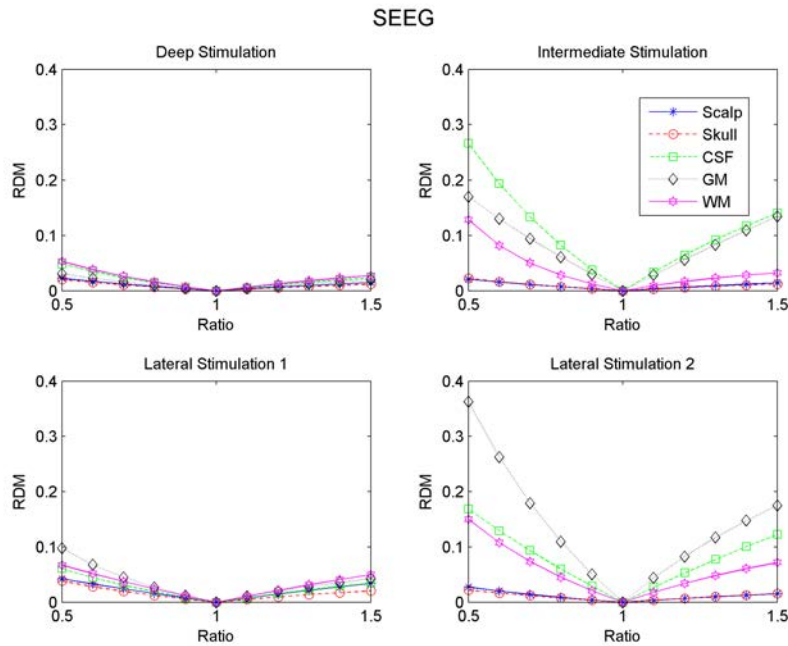 SEEG
Deep Stimulation
0.4
0.3
0.2
0.1
0
RDM
0.5
1
1.5
Ratio
Intermediate Stimulation
0.4
0.3
0.2
0.1
0
RDM
Scalp
Skull
CSF
GM
WM
0.5
1
1.5
Ratio
Lateral Stimulation 1
0.4
0.3
0.2
0.1
0
RDM
0.5
1
1.5
Ratio
Lateral Stimulation 2
0.4
0.3
0.2
0.1
0
RDM
0.5
1
1.5
Ratio